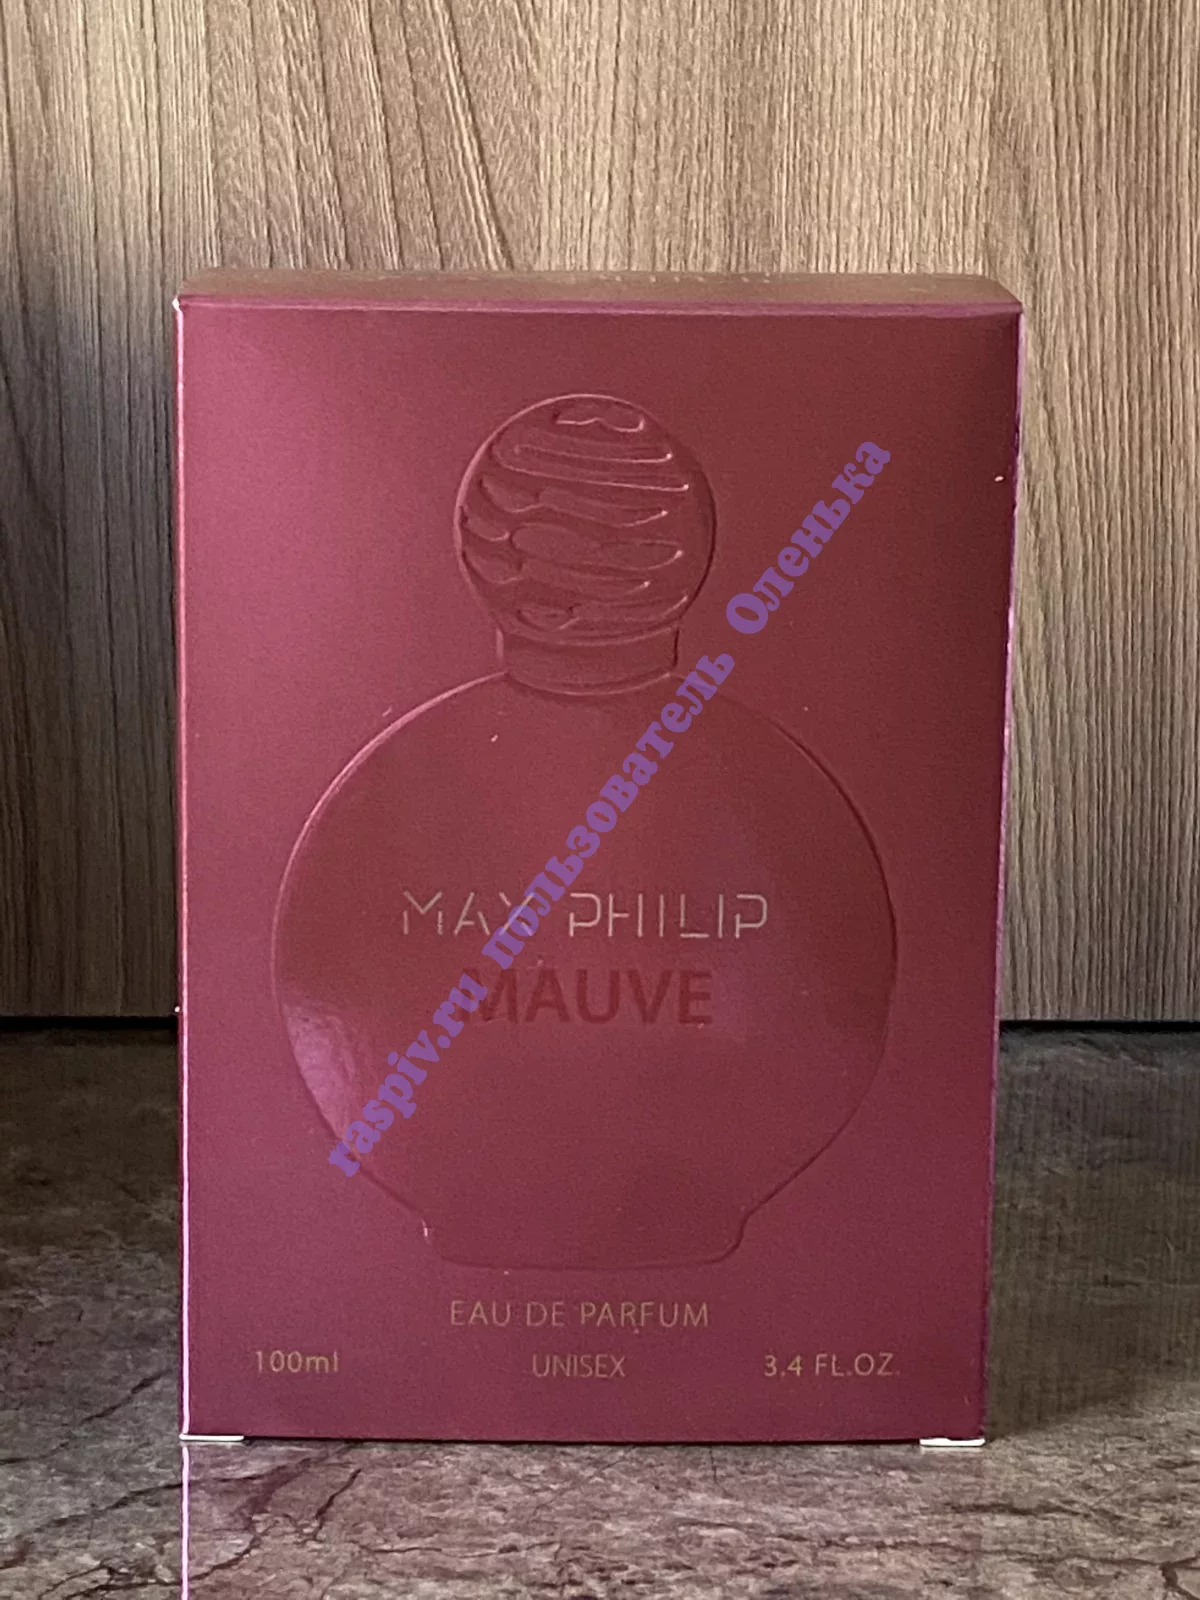 MAX PHILIP
MAUVE
EAU DE PARFUM
100ml UNISEX 3.4 FL.OZ.
raspiv.ru пользователь Оленька